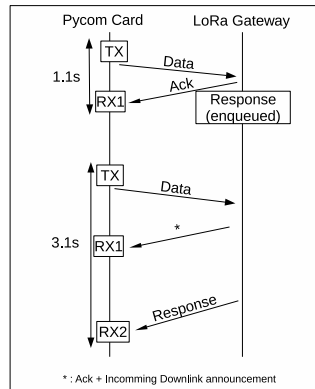 Pycom Card LoRa Gateway
TX
Data
1.1s
Ack
RX1
Response
(enqueued)
TX
Data
3.1s
*
RX1
Response
RX2
* : Ack + Incomming Downlink announcement